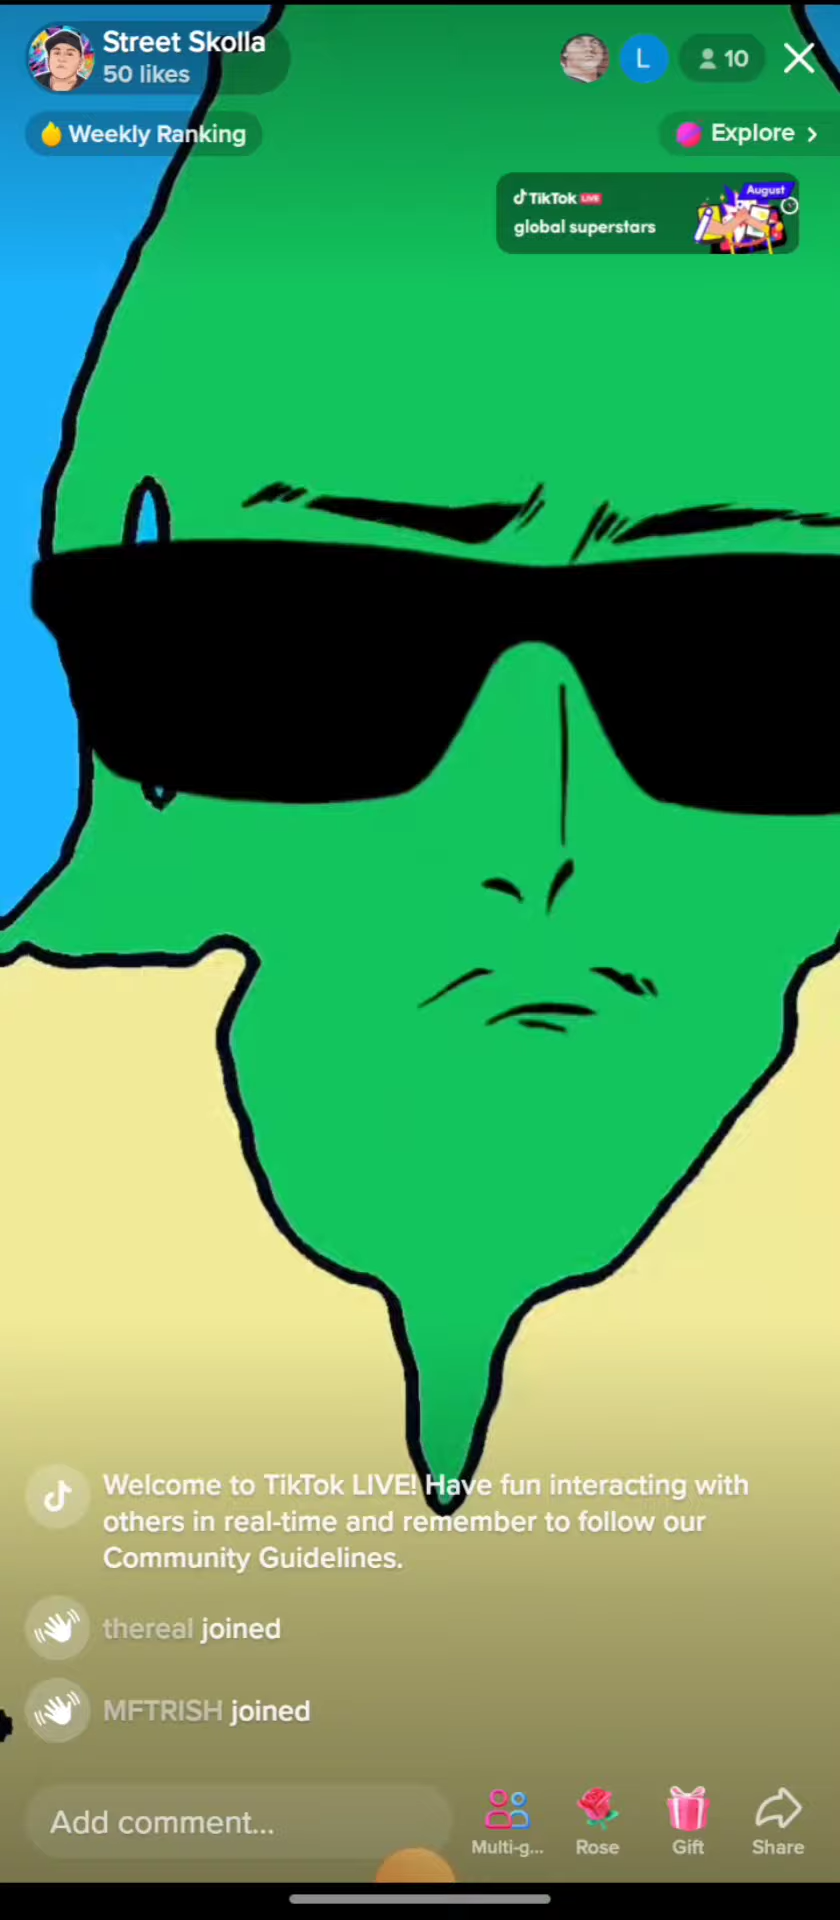 Street Skolla
50 likes
L
10
Weekly Ranking
Explore
TikTok LIVE
August
global superstars
Welcome to TikTok LIVE! Have fun interacting with
others in real-time and remember to follow our
Community Guidelines.
thereal joined
MFTRISH joined
Add comment...
Multi-g...
Rose
Gift
Share